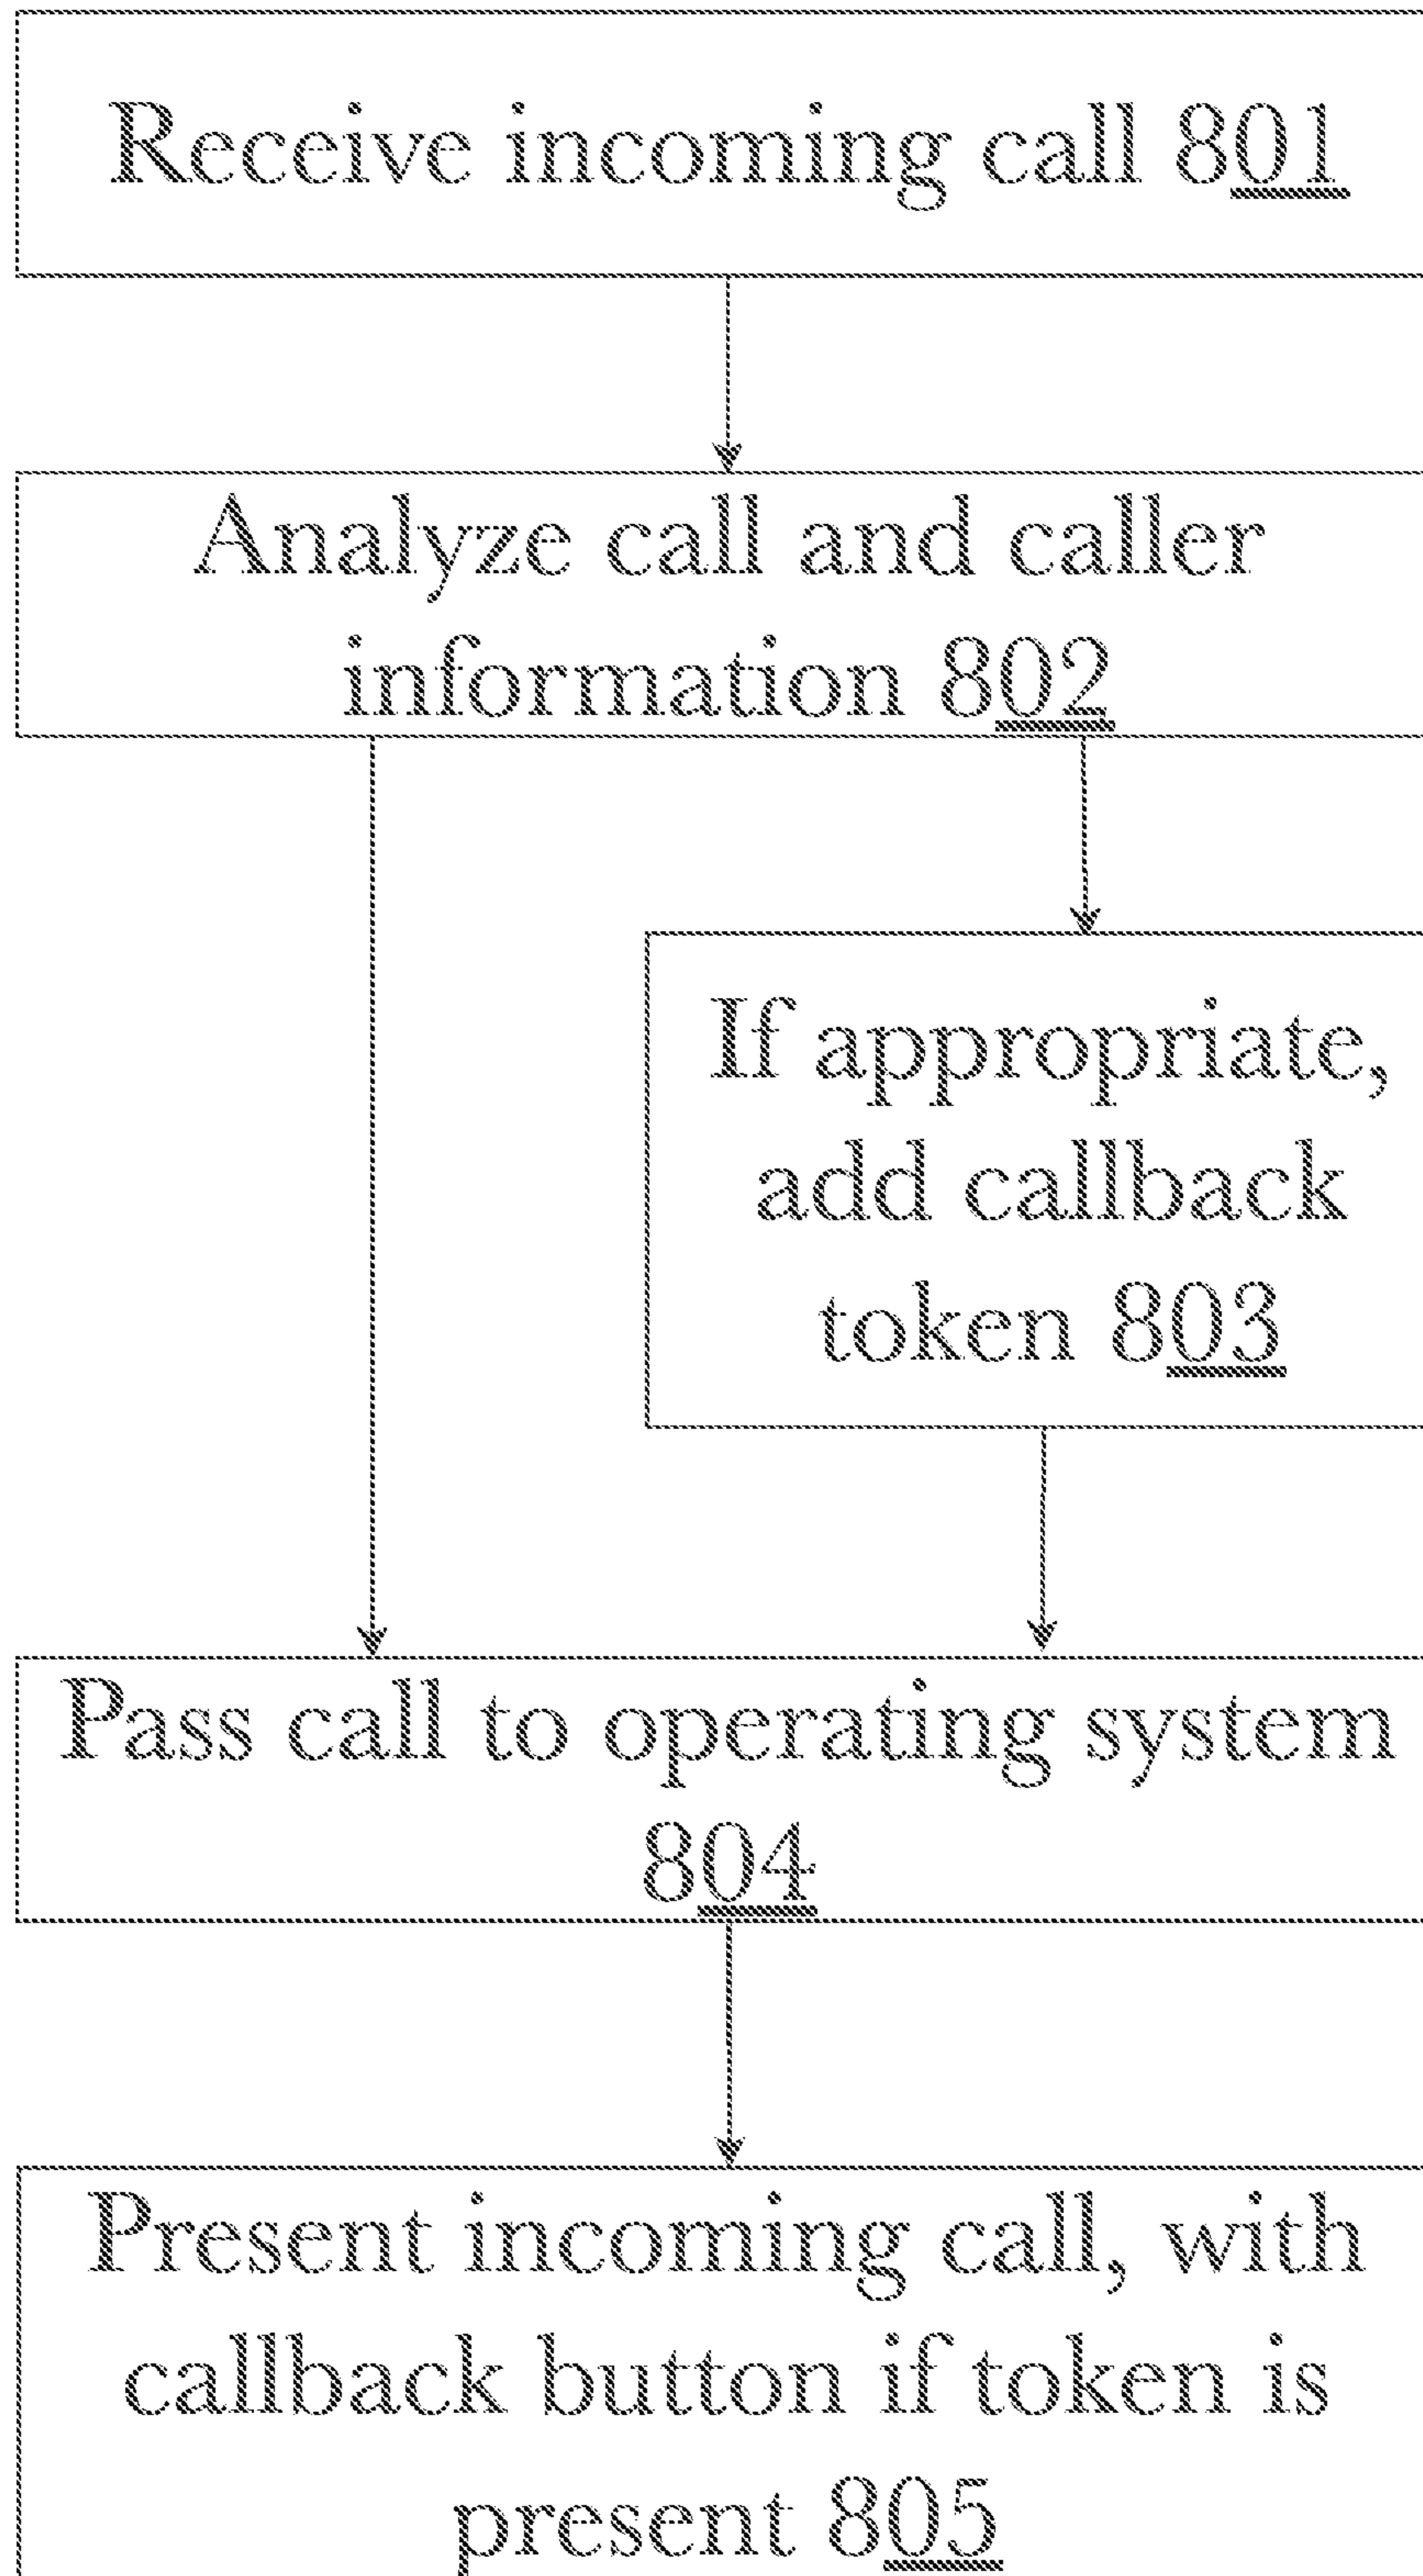 Receive incoming call 801
Analyze call and caller
information 802
If appropriate,
add callback
token 803
Pass call to operating system
804
Present incoming call, with
callback button if token is
present 805